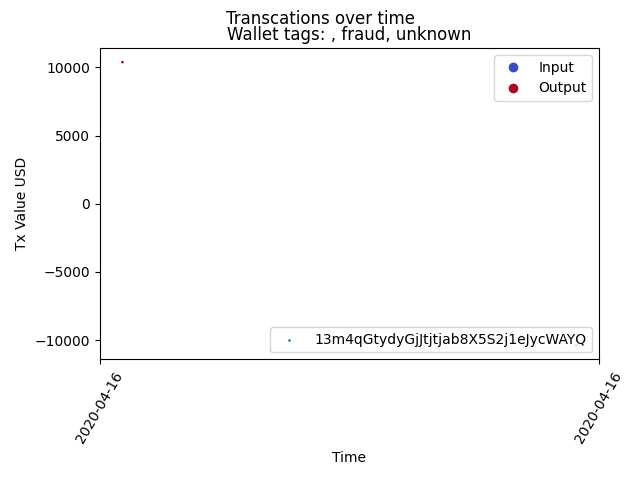 Transcations over time
Wallet tags: , fraud, unknown
10000
5000
0
−5000
−10000
Tx Value USD
Input
Output
13m4qGtydyGjJtjtjab8X5S2j1eJycWAYQ
2020-04-16
2020-04-16
Time